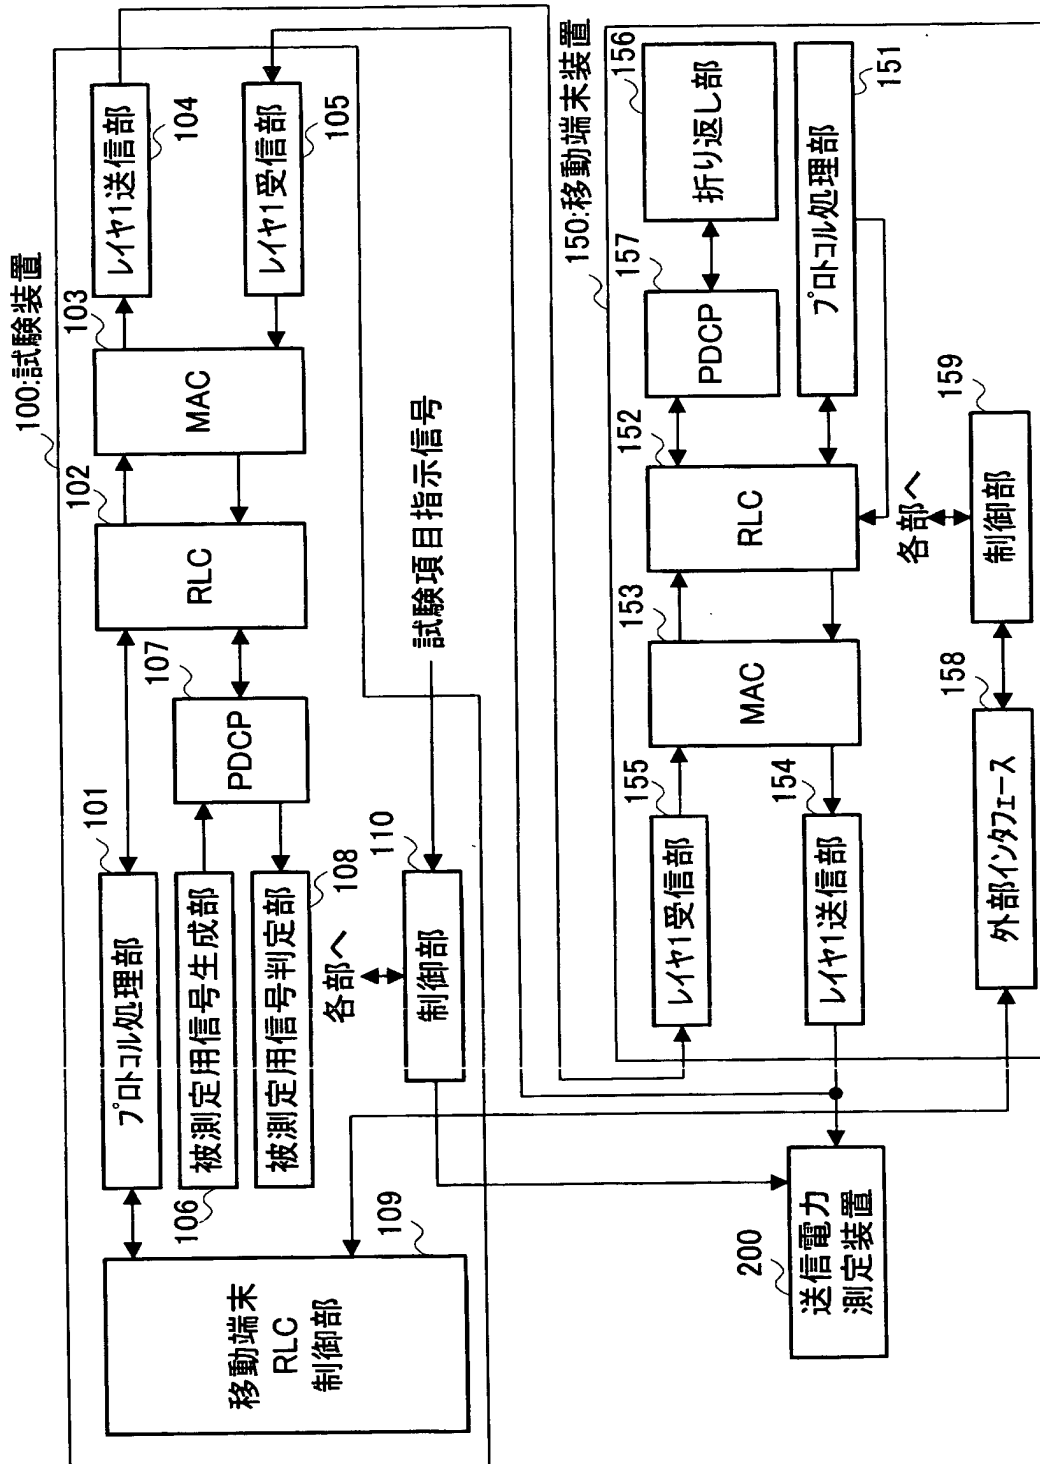 100:試験装置
移動端末
RLC
制御部
109
プロトコル処理部
101
被測定用信号生成部
106
被測定用信号判定部
108
PDCP
107
RLC
102
MAC
103
レイヤ1送信部
104
レイヤ1受信部
105
各部へ
制御部
110
試験項目指示信号
150:移動端末装置
レイヤ1受信部
155
レイヤ1送信部
154
MAC
153
RLC
152
PDCP
157
折り返し部
156
プロトコル処理部
151
各部へ
制御部
159
外部インタフェース
158
送信電力
測定装置
200